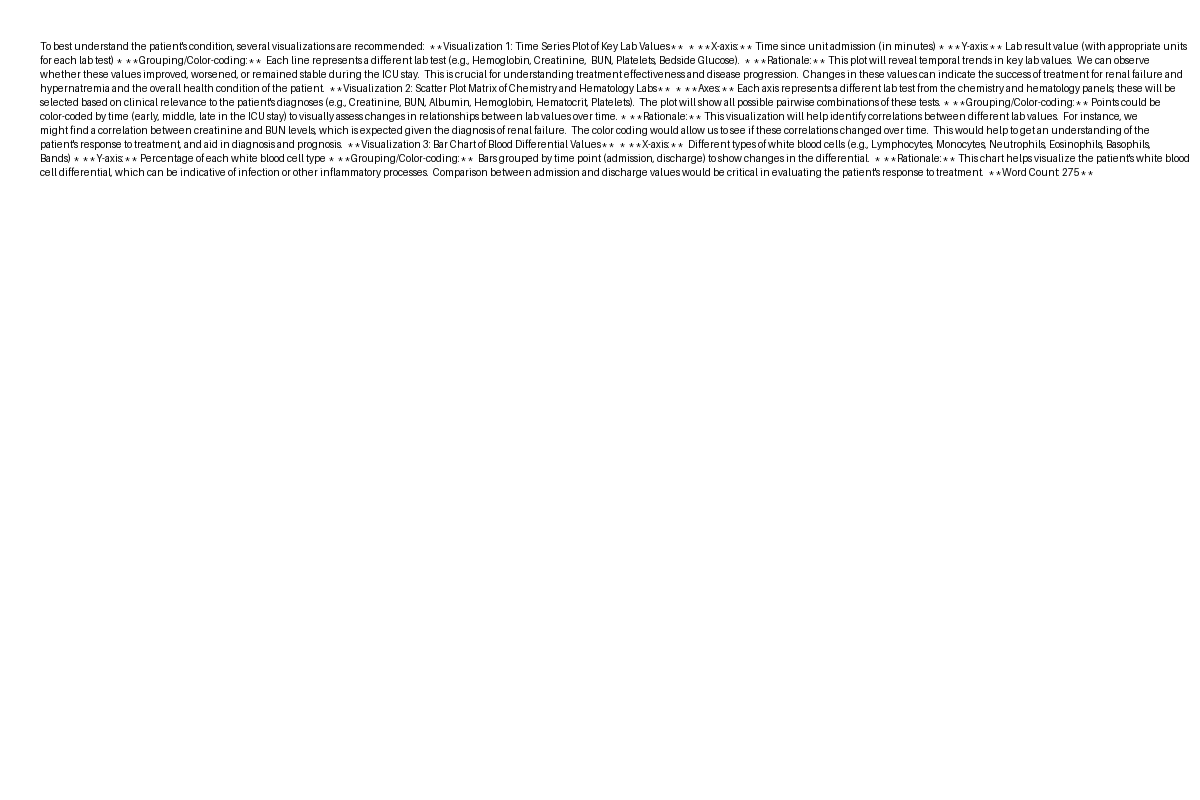 To best understand the patient's condition, several visualizations are recommended:  **Visualization 1: Time Series Plot of Key Lab Values**  * **X-axis:** Time since unit admission (in minutes) * **Y-axis:** Lab result value (with appropriate units
for each lab test) * **Grouping/Color-coding:**  Each line represents a different lab test (e.g., Hemoglobin, Creatinine,  BUN, Platelets, Bedside Glucose).  * **Rationale:** This plot will reveal temporal trends in key lab values.  We can observe
whether these values improved, worsened, or remained stable during the ICU stay.  This is crucial for understanding treatment effectiveness and disease progression.  Changes in these values can indicate the success of treatment for renal failure and
hypernatremia and the overall health condition of the patient.  **Visualization 2: Scatter Plot Matrix of Chemistry and Hematology Labs**  * **Axes:** Each axis represents a different lab test from the chemistry and hematology panels; these will be
selected based on clinical relevance to the patient's diagnoses (e.g., Creatinine, BUN, Albumin, Hemoglobin, Hematocrit, Platelets).  The plot will show all possible pairwise combinations of these tests. * **Grouping/Color-coding:** Points could be
color-coded by time (early, middle, late in the ICU stay) to visually assess changes in relationships between lab values over time. * **Rationale:** This visualization will help identify correlations between different lab values.  For instance, we
might find a correlation between creatinine and BUN levels, which is expected given the diagnosis of renal failure.  The color coding would allow us to see if these correlations changed over time.  This would help to get an understanding of the
patient's response to treatment, and aid in diagnosis and prognosis.  **Visualization 3: Bar Chart of Blood Differential Values**  * **X-axis:**  Different types of white blood cells (e.g., Lymphocytes, Monocytes, Neutrophils, Eosinophils, Basophils,
Bands) * **Y-axis:** Percentage of each white blood cell type * **Grouping/Color-coding:**  Bars grouped by time point (admission, discharge) to show changes in the differential.  * **Rationale:** This chart helps visualize the patient's white blood
cell differential, which can be indicative of infection or other inflammatory processes.  Comparison between admission and discharge values would be critical in evaluating the patient's response to treatment.  **Word Count: 275**